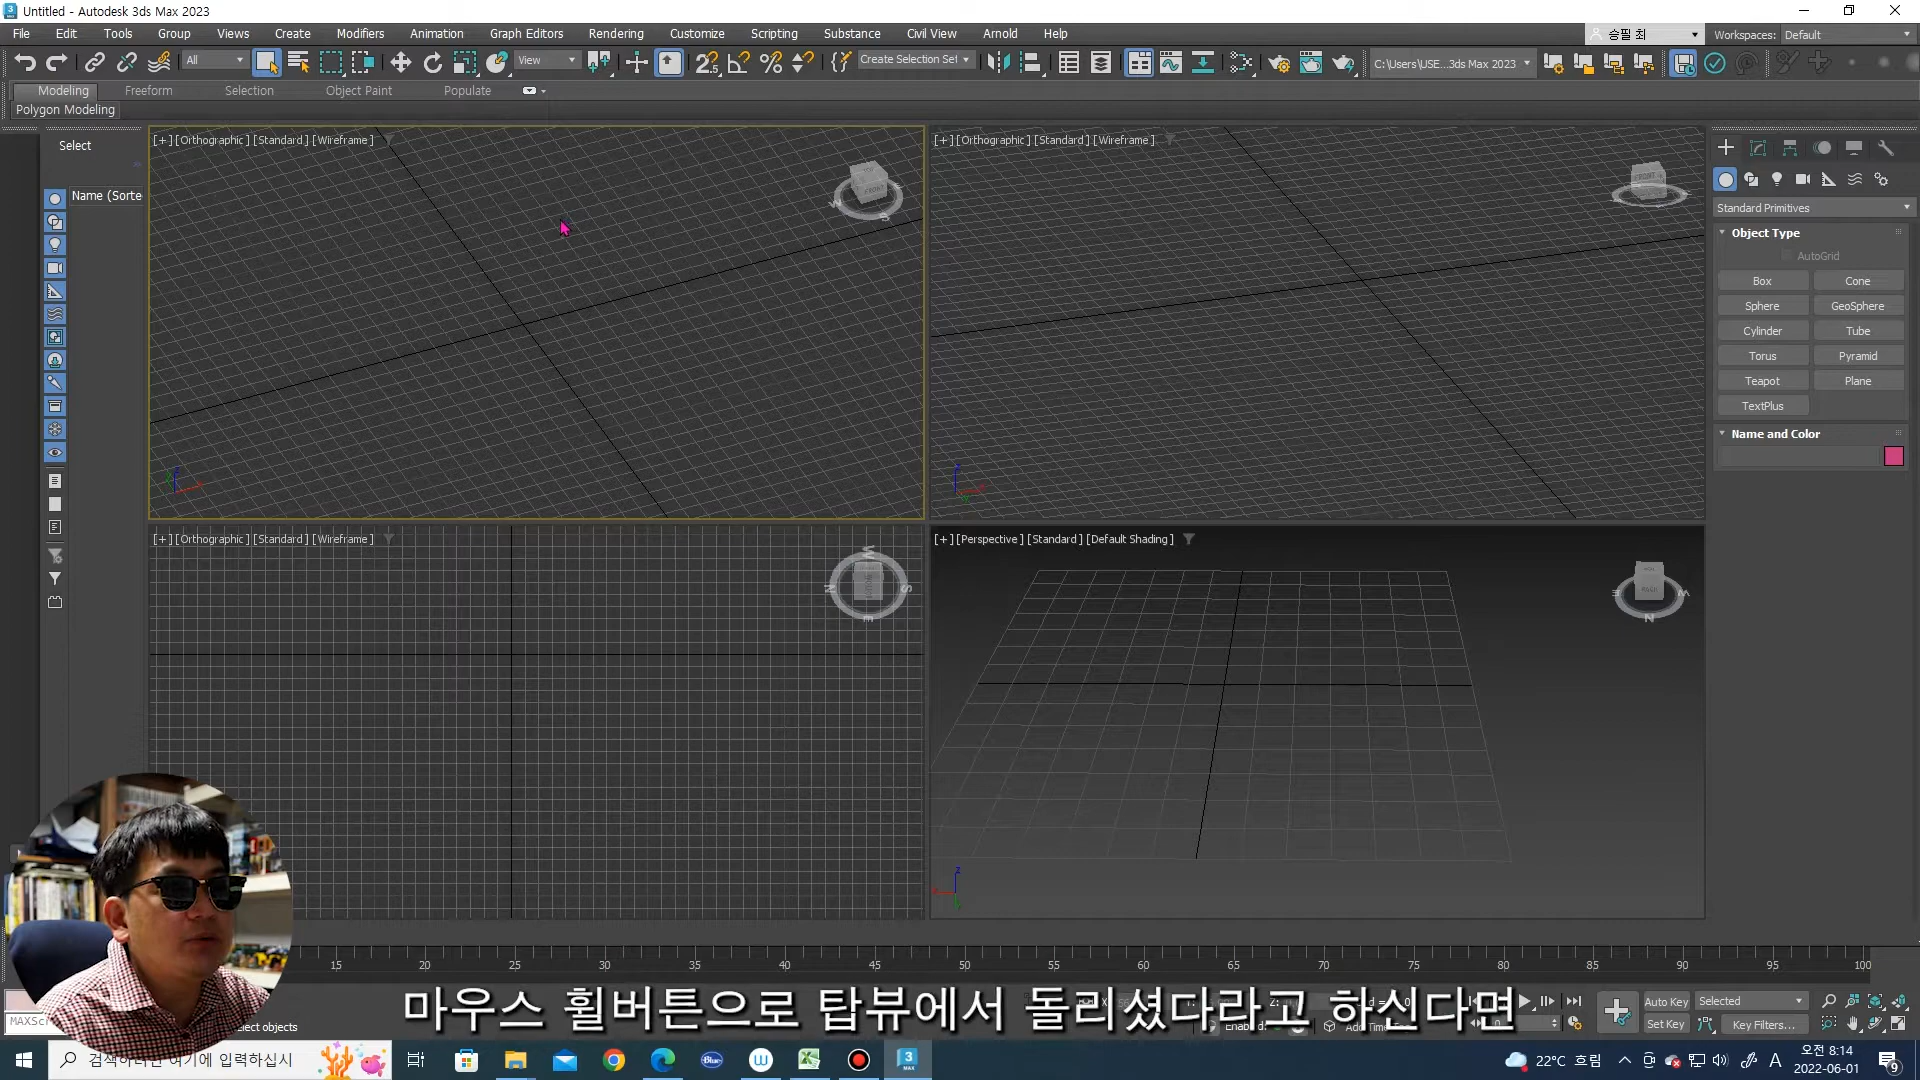 Untitled - Autodesk 3ds Max 2023
File Edit Tools Group Views Create Modifiers Animation Graph Editors Rendering Customize Scripting Substance Civil View Arnold Help
승필 최 Workspaces: Default
All View Create Selection Set C:\Users\USE...3ds Max 2023
Modeling Freeform Selection Object Paint Populate
Polygon Modeling
Select
Name (Sorte
[+] [Orthographic] [Standard] [Wireframe]
[+] [Orthographic] [Standard] [Wireframe]
Standard Primitives
Object Type
AutoGrid
Box Cone
Sphere GeoSphere
Cylinder Tube
Torus Pyramid
Teapot Plane
TextPlus
Name and Color
[+] [Orthographic] [Standard] [Wireframe]
[+] [Perspective] [Standard] [Default Shading]
15 20 25 30 35 40 45 50 55 60 65 70 75 80 85 90 95 100
마우스 휠버튼으로 탑뷰에서 돌리셨다라고 하신다면
MAXSc
elect objects
Enabled:
Add Time Tag
Auto Key Selected
Set Key Key Filters...
검색하려면 여기에 입력하십시
22°C 흐림
A
오전 8:14
2022-06-01
9